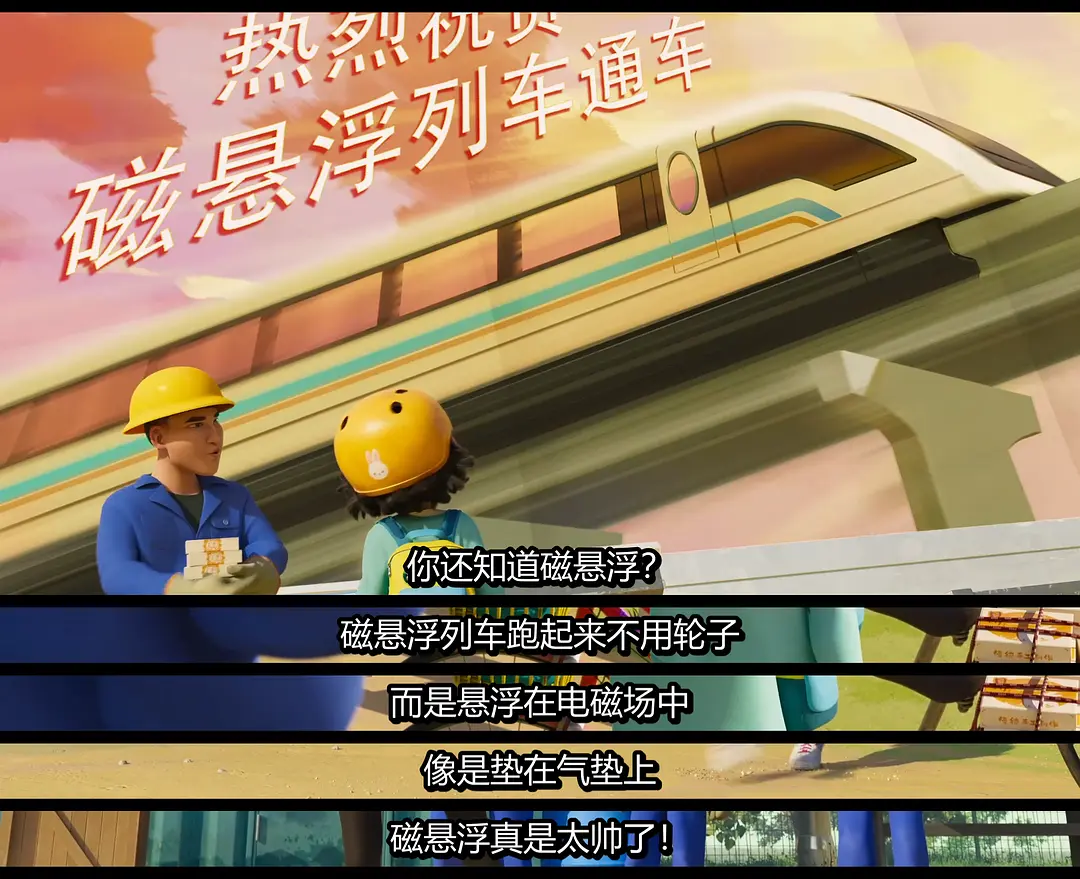 热烈祝贺
磁悬浮列车通车
你还知道磁悬浮?
磁悬浮列车跑起来不用轮子
而是悬浮在电磁场中
像是垫在气垫上
磁悬浮真是太帅了!